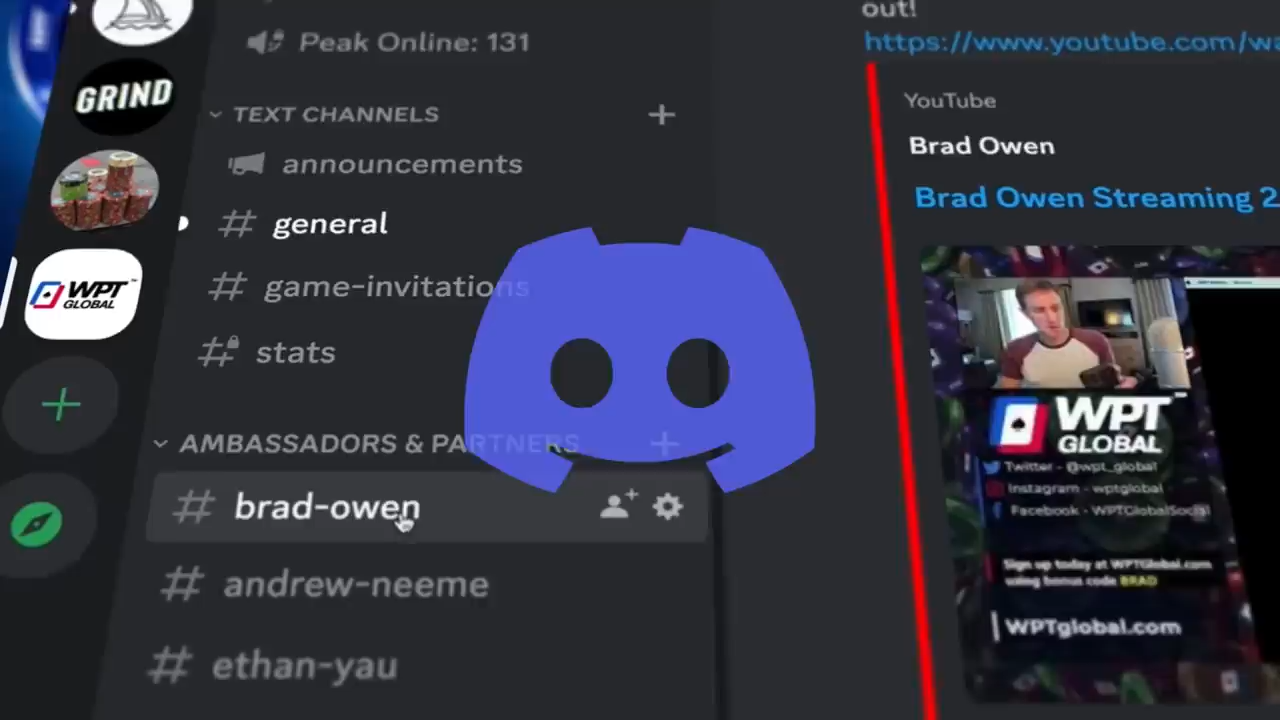 Peak Online: 131
GRIND
TEXT CHANNELS
announcements
general
game-invitations
stats
WPT
GLOBAL
AMBASSADORS & PARTNERS
brad-owen
andrew-neeme
ethan-yau
out!
https://www.youtube.com/wa
YouTube
Brad Owen
Brad Owen Streaming 2
WPT™
GLOBAL
Twitter - @wpt_global
Instagram - wptglobal
Facebook - WPTGlobalSocial
Sign up today at WPTGlobal.com
using bonus code BRAD
WPTglobal.com